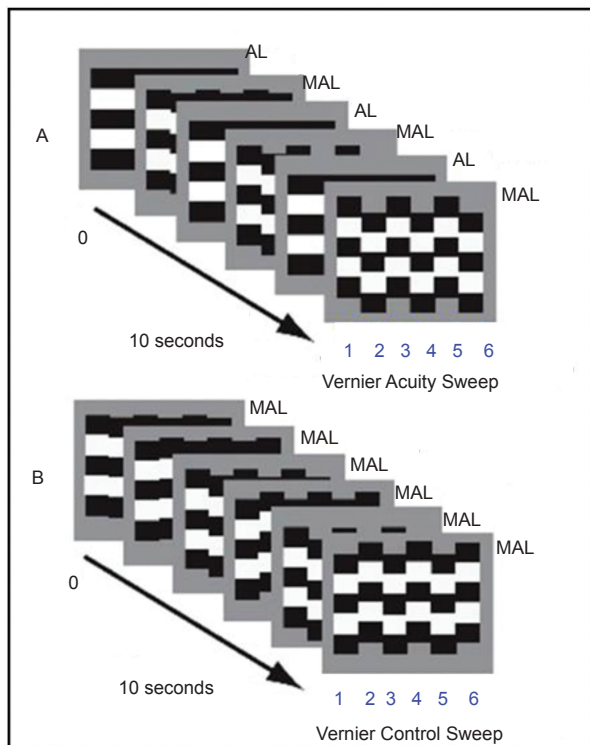 AL
MAL
AL
A
MAL
AL
MAL
0
10 seconds
1 2 3 4 5 6
Vernier Acuity Sweep
MAL
MAL
MAL
B
MAL
MAL
MAL
0
10 seconds
1 2 3 4 5 6
Vernier Control Sweep